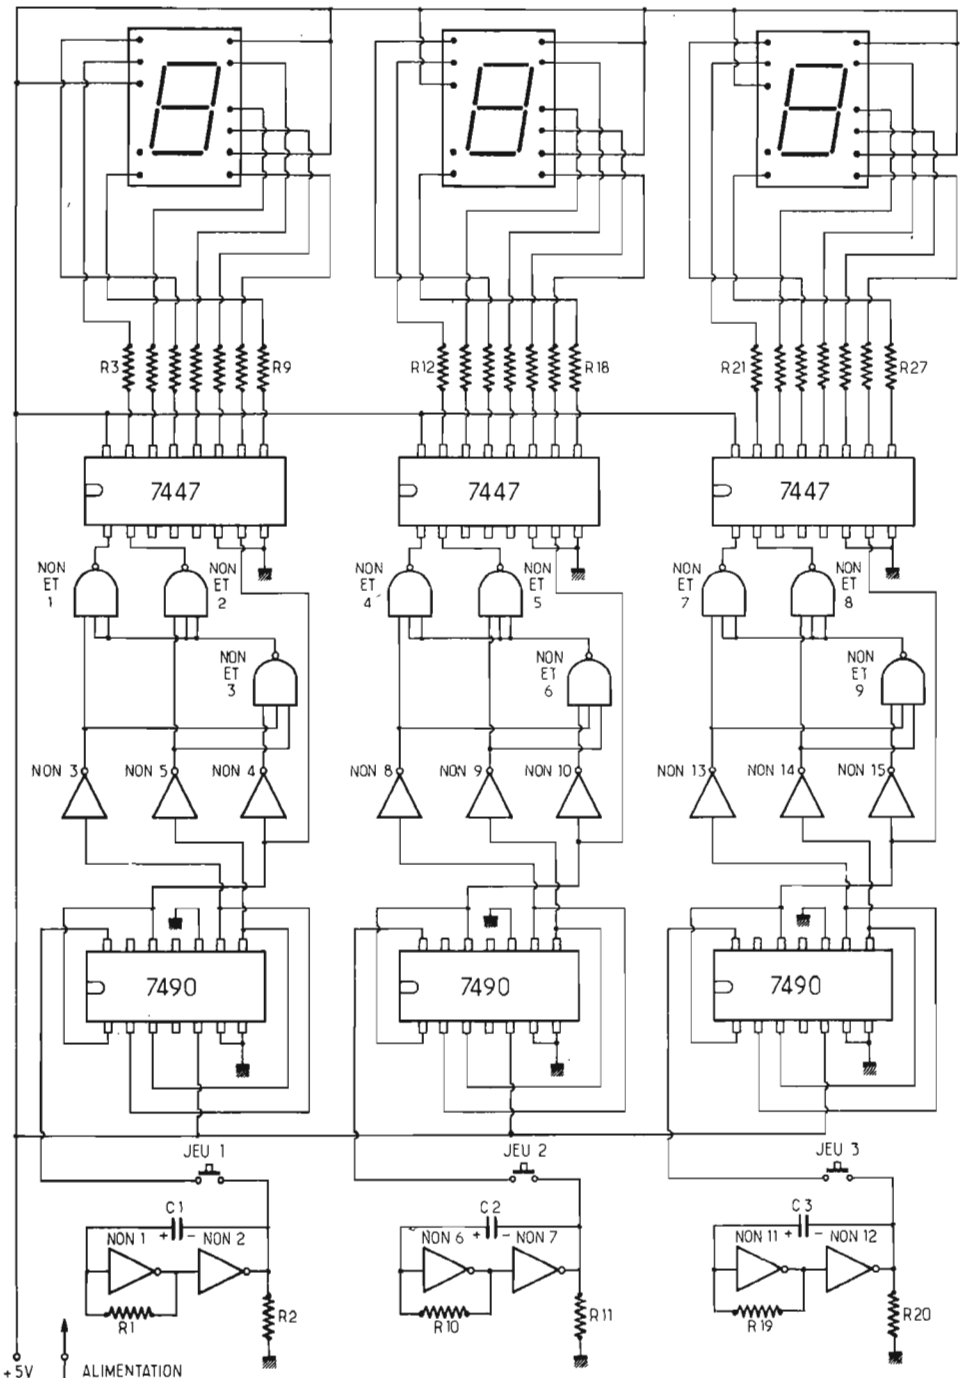 R3
R9
R12
R18
R21
R27
7447
7447
7447
NON
ET
1
NON
ET
2
NON
ET
4
NON
ET
5
NON
ET
7
NON
ET
8
NON
ET
3
NON
ET
6
NON
ET
9
NON 3
NON 5
NON 4
NON 8
NON 9
NON 10
NON 13
NON 14
NON 15
7490
7490
7490
JEU 1
JEU 2
JEU 3
C1
C2
C3
NON 1
+ -
NON 2
NON 6
+ -
NON 7
NON 11
+ -
NON 12
R1
R2
R10
R11
R19
R20
+5V
ALIMENTATION